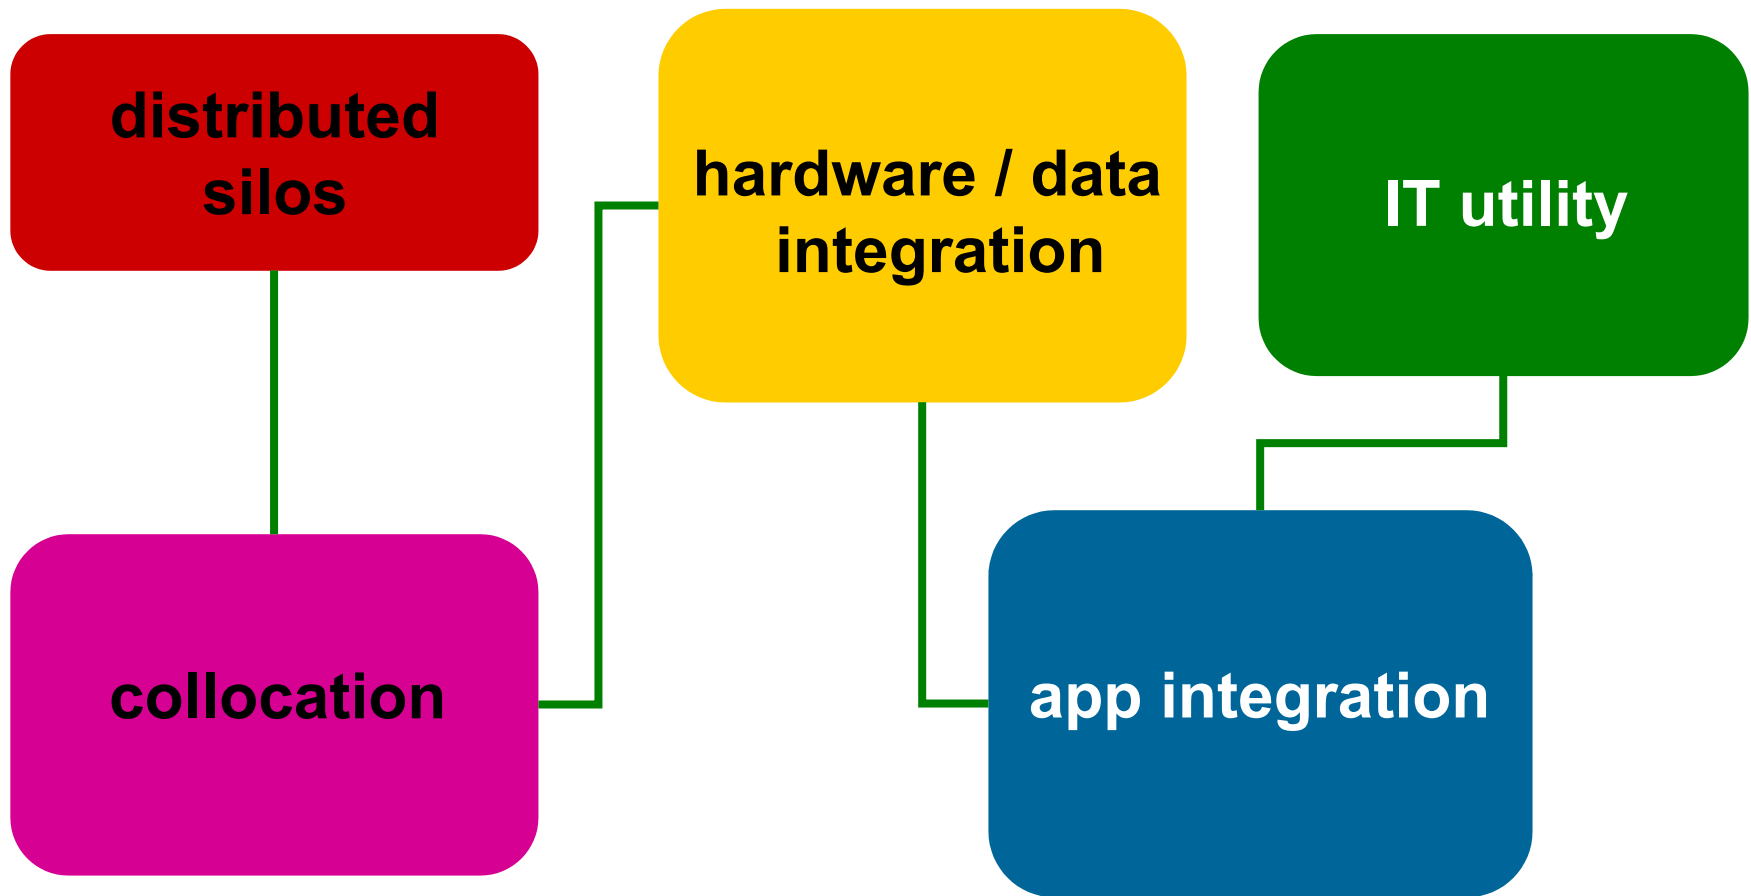 distributed
silos
hardware / data
integration
IT utility
collocation
app integration